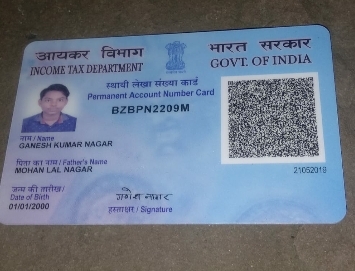 आयकर विभाग
INCOME TAX DEPARTMENT
भारत सरकार
GOVT. OF INDIA
स्थायी लेखा संख्या कार्ड
Permanent Account Number Card
BZBPN2209M
नाम / Name
GANESH KUMAR NAGAR
पिता का नाम / Father's Name
MOHAN LAL NAGAR
जन्म की तारीख /
Date of Birth
01/01/2000
गणेश नागर
हस्ताक्षर / Signature
21052019